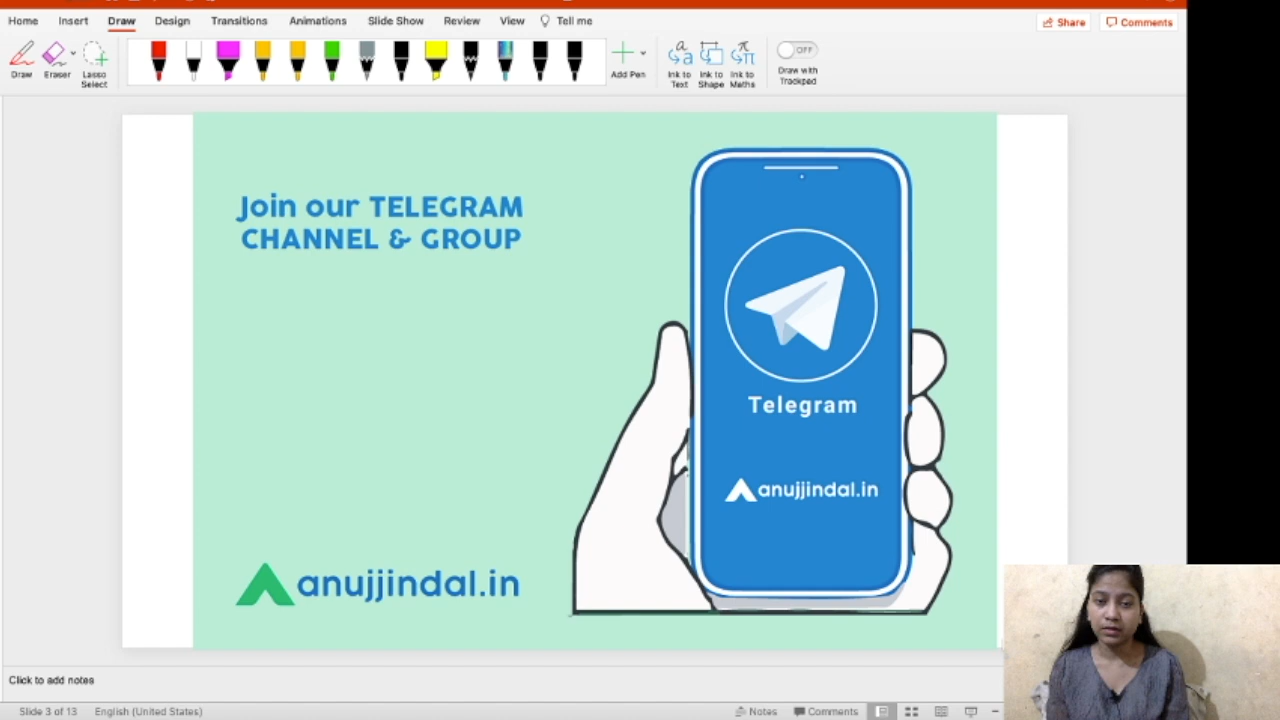 Home Insert Draw Design Transitions Animations Slide Show Review View Tell me
Share Comments
Draw Eraser Lasso Select Add Pen Ink to Text Ink to Shape Ink to Maths OFF Draw with Trackpad
Join our TELEGRAM
CHANNEL & GROUP
Telegram
anujjindal.in
anujjindal.in
Click to add notes
Slide 3 of 13 English (United States) Notes Comments